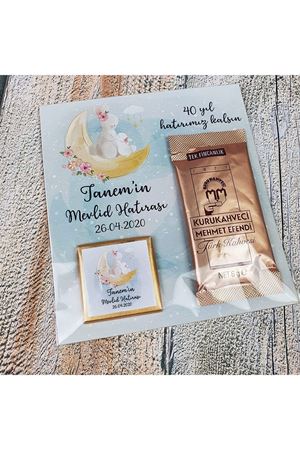 40 yıl
hatırımız kalsın
Tanem'in
Mevlid Hatırası
26-04-2020
TEK FİNCANLIK
MM
KURUKAHVECİ
MEHMET EFENDİ
Türk Kahvesi
NET 6 g
Tanem'in
Mevlid Hatırası
26-04-2020